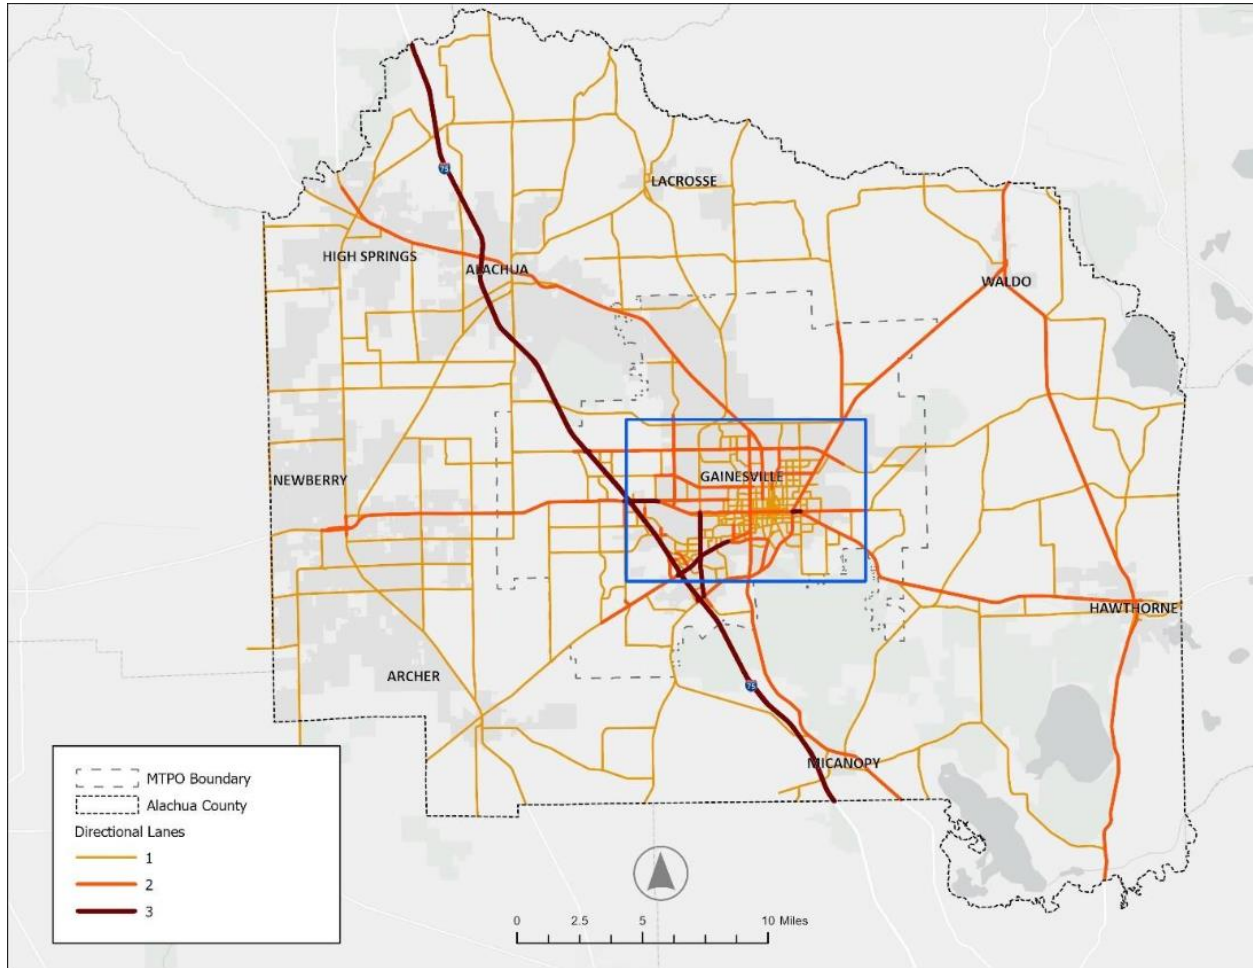 75
LACROSSE
HIGH SPRINGS
ALACHUA
WALDO
NEWBERRY
GAINESVILLE
HAWTHORNE
ARCHER
75
MICANOPY
MTPO Boundary
Alachua County
Directional Lanes
1
2
3
0 2.5 5 10 Miles